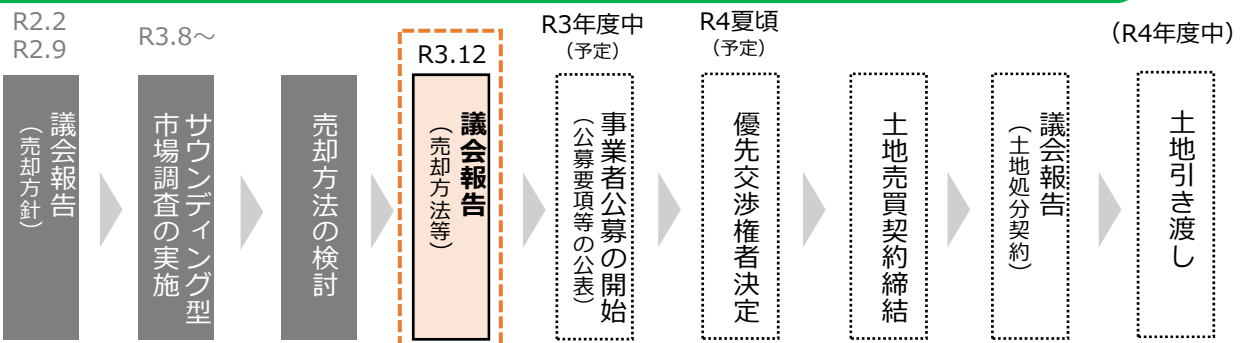 R2.2
R2.9
議会報告
（売却方針）
R3.8～
サウンディング型
市場調査の実施
売却方法の検討
R3.12
議会報告
（売却方法等）
R3年度中
（予定）
事業者公募の開始
（公募要項等の公表）
R4夏頃
（予定）
優先交渉権者決定
土地売買契約締結
議会報告
（土地処分契約）
（R4年度中）
土地引き渡し